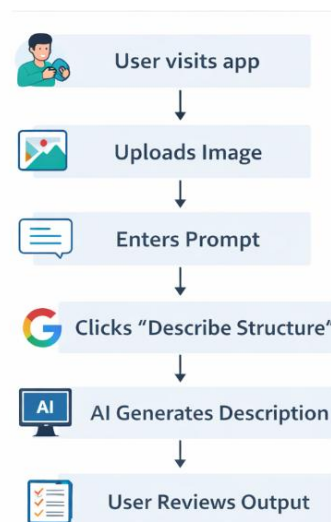 User visits app
Uploads Image
Enters Prompt
Clicks “Describe Structure”
AI
AI Generates Description
User Reviews Output